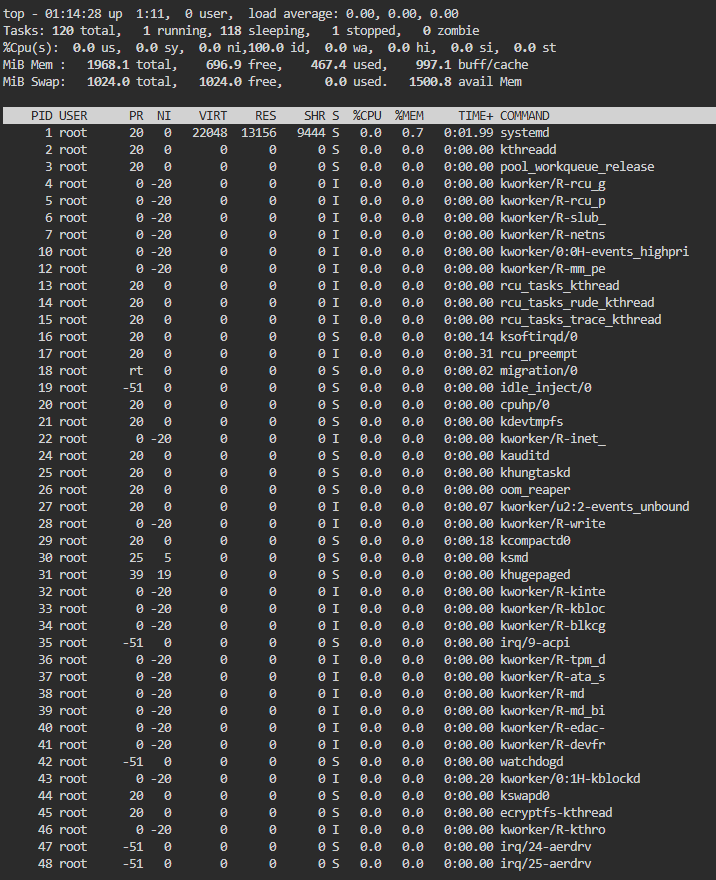 top - 01:14:28 up  1:11,  0 user,  load average: 0.00, 0.00, 0.00
Tasks: 120 total,   1 running, 118 sleeping,   1 stopped,   0 zombie
%Cpu(s):  0.0 us,  0.0 sy,  0.0 ni,100.0 id,  0.0 wa,  0.0 hi,  0.0 si,  0.0 st
MiB Mem :   1968.1 total,    696.9 free,    467.4 used,    997.1 buff/cache
MiB Swap:   1024.0 total,   1024.0 free,      0.0 used.   1500.8 avail Mem
PID USER      PR  NI    VIRT    RES    SHR S  %CPU  %MEM     TIME+ COMMAND
1 root      20   0   22048  13156   9444 S   0.0   0.7   0:01.99 systemd
2 root      20   0       0      0      0 S   0.0   0.0   0:00.00 kthreadd
3 root      20   0       0      0      0 S   0.0   0.0   0:00.00 pool_workqueue_release
4 root       0 -20       0      0      0 I   0.0   0.0   0:00.00 kworker/R-rcu_g
5 root       0 -20       0      0      0 I   0.0   0.0   0:00.00 kworker/R-rcu_p
6 root       0 -20       0      0      0 I   0.0   0.0   0:00.00 kworker/R-slub_
7 root       0 -20       0      0      0 I   0.0   0.0   0:00.00 kworker/R-netns
10 root       0 -20       0      0      0 I   0.0   0.0   0:00.00 kworker/0:0H-events_highpri
12 root       0 -20       0      0      0 I   0.0   0.0   0:00.00 kworker/R-mm_pe
13 root      20   0       0      0      0 I   0.0   0.0   0:00.00 rcu_tasks_kthread
14 root      20   0       0      0      0 I   0.0   0.0   0:00.00 rcu_tasks_rude_kthread
15 root      20   0       0      0      0 I   0.0   0.0   0:00.00 rcu_tasks_trace_kthread
16 root      20   0       0      0      0 S   0.0   0.0   0:00.14 ksoftirqd/0
17 root      20   0       0      0      0 I   0.0   0.0   0:00.31 rcu_preempt
18 root      rt   0       0      0      0 S   0.0   0.0   0:00.02 migration/0
19 root     -51   0       0      0      0 S   0.0   0.0   0:00.00 idle_inject/0
20 root      20   0       0      0      0 S   0.0   0.0   0:00.00 cpuhp/0
21 root      20   0       0      0      0 S   0.0   0.0   0:00.00 kdevtmpfs
22 root       0 -20       0      0      0 I   0.0   0.0   0:00.00 kworker/R-inet_
24 root      20   0       0      0      0 S   0.0   0.0   0:00.00 kauditd
25 root      20   0       0      0      0 S   0.0   0.0   0:00.00 khungtaskd
26 root      20   0       0      0      0 S   0.0   0.0   0:00.00 oom_reaper
27 root      20   0       0      0      0 I   0.0   0.0   0:00.07 kworker/u2:2-events_unbound
28 root       0 -20       0      0      0 I   0.0   0.0   0:00.00 kworker/R-write
29 root      20   0       0      0      0 S   0.0   0.0   0:00.18 kcompactd0
30 root      25   5       0      0      0 S   0.0   0.0   0:00.00 ksmd
31 root      39  19       0      0      0 S   0.0   0.0   0:00.00 khugepaged
32 root       0 -20       0      0      0 I   0.0   0.0   0:00.00 kworker/R-kinte
33 root       0 -20       0      0      0 I   0.0   0.0   0:00.00 kworker/R-kbloc
34 root       0 -20       0      0      0 I   0.0   0.0   0:00.00 kworker/R-blkcg
35 root     -51   0       0      0      0 S   0.0   0.0   0:00.00 irq/9-acpi
36 root       0 -20       0      0      0 I   0.0   0.0   0:00.00 kworker/R-tpm_d
37 root       0 -20       0      0      0 I   0.0   0.0   0:00.00 kworker/R-ata_s
38 root       0 -20       0      0      0 I   0.0   0.0   0:00.00 kworker/R-md
39 root       0 -20       0      0      0 I   0.0   0.0   0:00.00 kworker/R-md_bi
40 root       0 -20       0      0      0 I   0.0   0.0   0:00.00 kworker/R-edac-
41 root       0 -20       0      0      0 I   0.0   0.0   0:00.00 kworker/R-devfr
42 root     -51   0       0      0      0 S   0.0   0.0   0:00.00 watchdogd
43 root       0 -20       0      0      0 I   0.0   0.0   0:00.20 kworker/0:1H-kblockd
44 root      20   0       0      0      0 S   0.0   0.0   0:00.00 kswapd0
45 root      20   0       0      0      0 S   0.0   0.0   0:00.00 ecryptfs-kthread
46 root       0 -20       0      0      0 I   0.0   0.0   0:00.00 kworker/R-kthro
47 root     -51   0       0      0      0 S   0.0   0.0   0:00.00 irq/24-aerdrv
48 root     -51   0       0      0      0 S   0.0   0.0   0:00.00 irq/25-aerdrv